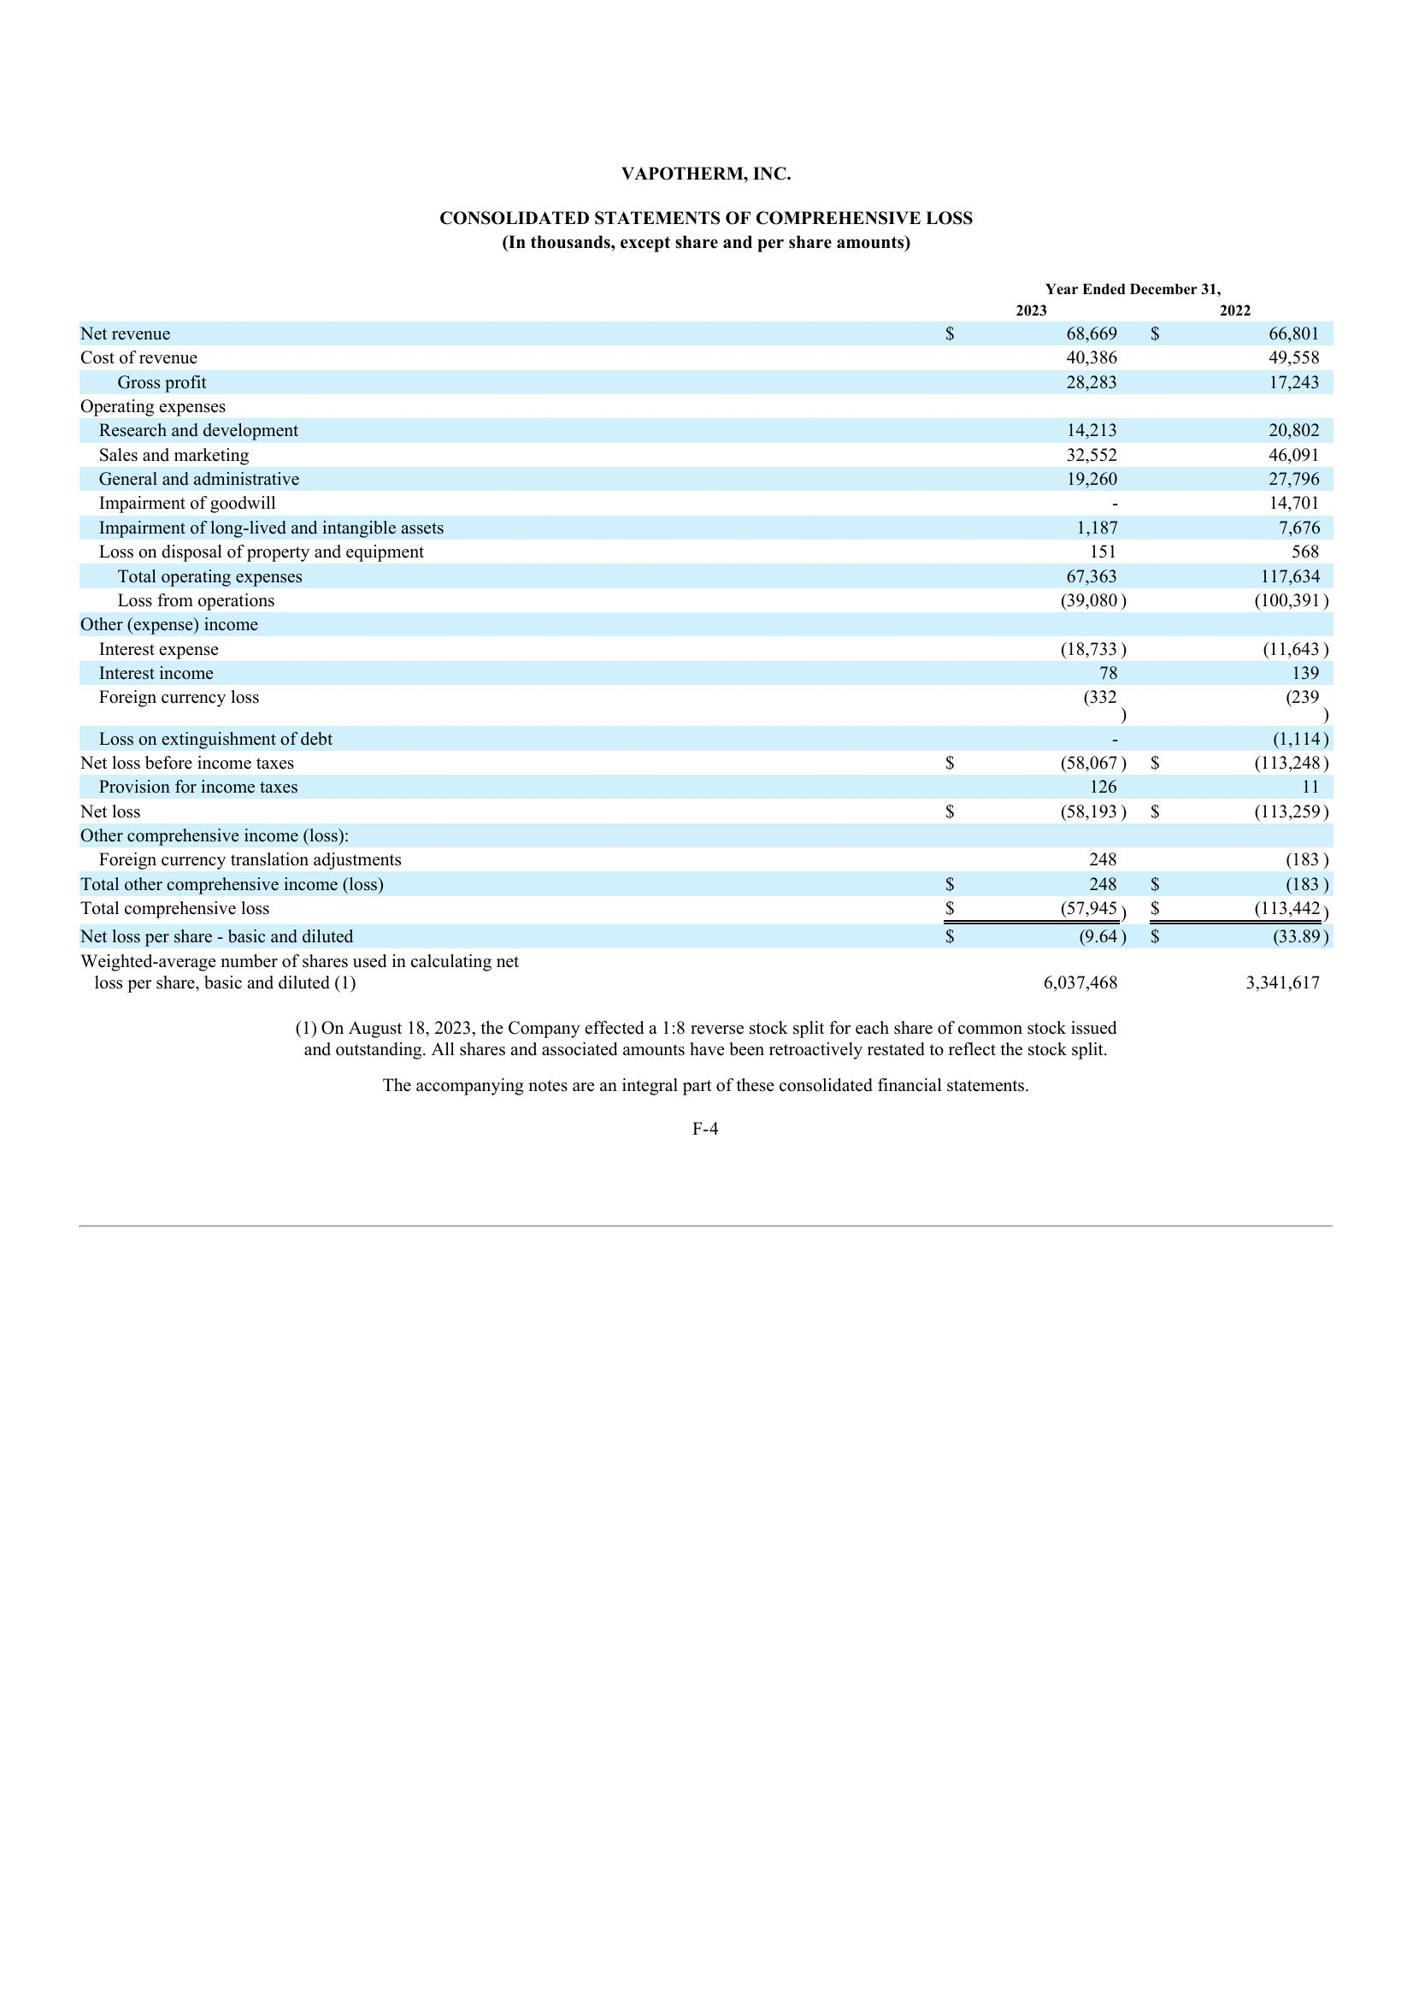 VAPOTHERM, INC.
CONSOLIDATED STATEMENTS OF COMPREHENSIVE LOSS
(In thousands, except share and per share amounts)
Year Ended December 31,
2023 2022
Net revenue $ 68,669 $ 66,801
Cost of revenue 40,386 49,558
Gross profit 28,283 17,243
Operating expenses
Research and development 14,213 20,802
Sales and marketing 32,552 46,091
General and administrative 19,260 27,796
Impairment of goodwill - 14,701
Impairment of long-lived and intangible assets 1,187 7,676
Loss on disposal of property and equipment 151 568
Total operating expenses 67,363 117,634
Loss from operations (39,080 ) (100,391 )
Other (expense) income
Interest expense (18,733 ) (11,643 )
Interest income 78 139
Foreign currency loss (332 (239
) )
Loss on extinguishment of debt - (1,114 )
Net loss before income taxes $ (58,067 ) $ (113,248 )
Provision for income taxes 126 11
Net loss $ (58,193 ) $ (113,259 )
Other comprehensive income (loss):
Foreign currency translation adjustments 248 (183 )
Total other comprehensive income (loss) $ 248 $ (183 )
Total comprehensive loss $ (57,945 ) $ (113,442 )
Net loss per share - basic and diluted $ (9.64 ) $ (33.89 )
Weighted-average number of shares used in calculating net
loss per share, basic and diluted (1) 6,037,468 3,341,617
(1) On August 18, 2023, the Company effected a 1:8 reverse stock split for each share of common stock issued
and outstanding. All shares and associated amounts have been retroactively restated to reflect the stock split.
The accompanying notes are an integral part of these consolidated financial statements.
F-4